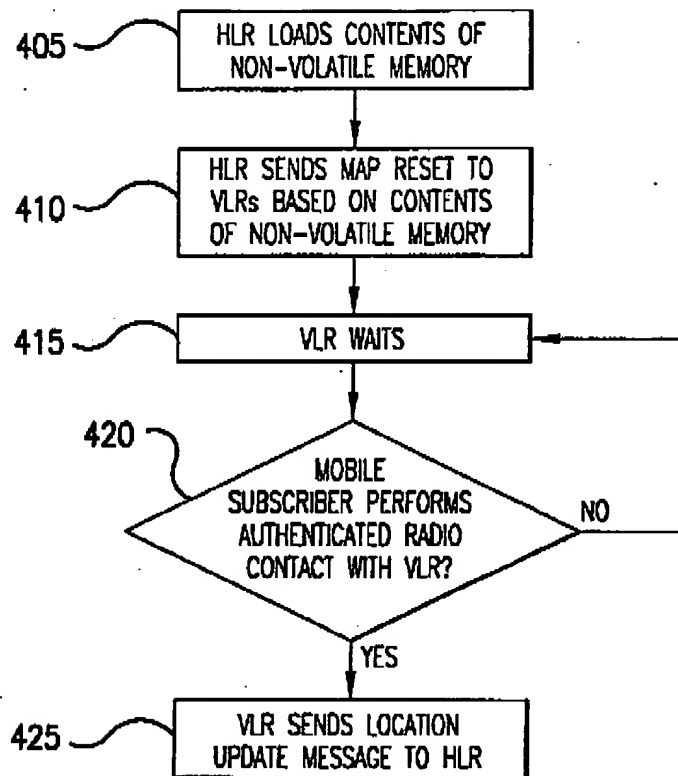 405
HLR LOADS CONTENTS OF
NON-VOLATILE MEMORY
410
HLR SENDS MAP RESET TO
VLRs BASED ON CONTENTS
OF NON-VOLATILE MEMORY
415
VLR WAITS
420
MOBILE
SUBSCRIBER PERFORMS
AUTHENTICATED RADIO
CONTACT WITH VLR?
NO
YES
425
VLR SENDS LOCATION
UPDATE MESSAGE TO HLR